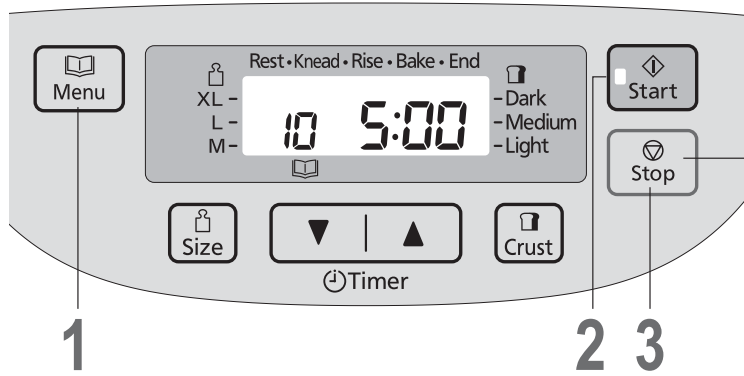 Rest • Knead • Rise • Bake • End
Menu
XL –
L –
M –
10 5:00
– Dark
– Medium
– Light
Start
Stop
Size
▼ | ▲
Crust
Timer
1
2
3